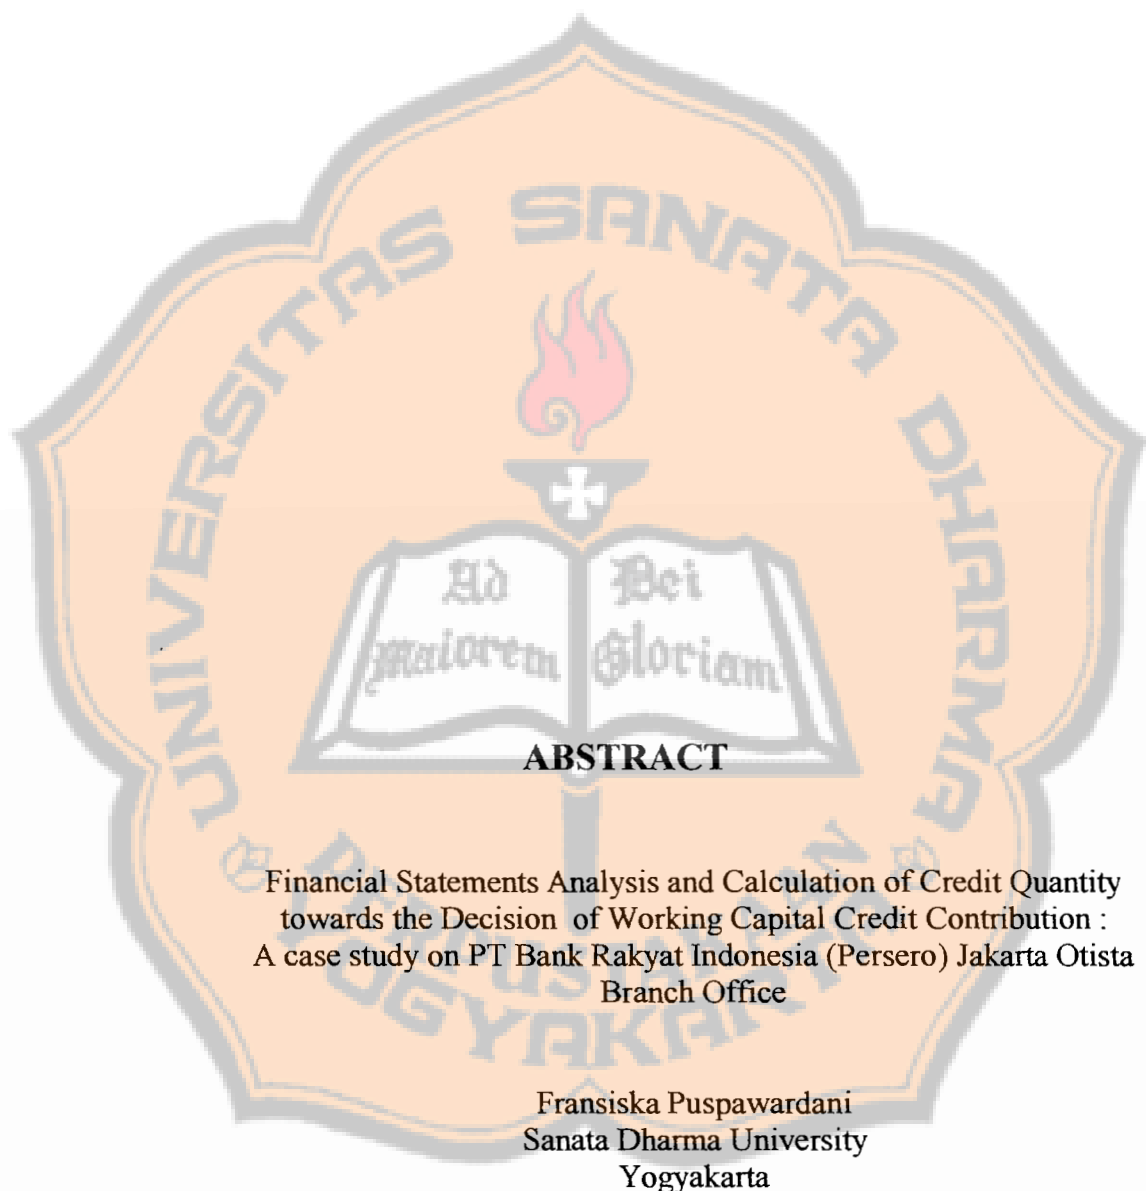 UNIVERSITAS SANATA DHARMA
Ad
maiorem
Dei
Gloriam
ABSTRACT
PERPUSTAKAAN
YOGYAKARTA
Financial Statements Analysis and Calculation of Credit Quantity
towards the Decision of Working Capital Credit Contribution :
A case study on PT Bank Rakyat Indonesia (Persero) Jakarta Otista
Branch Office
Fransiska Puspawardani
Sanata Dharma University
Yogyakarta